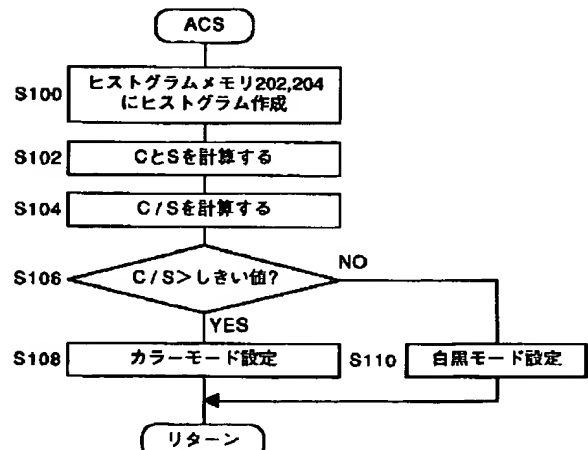 ACS
S100
ヒストグラムメモリ202,204
にヒストグラム作成
S102
CとSを計算する
S104
C/Sを計算する
S106
C/S>しきい値?
NO
YES
S108
カラーモード設定
S110
白黒モード設定
リターン